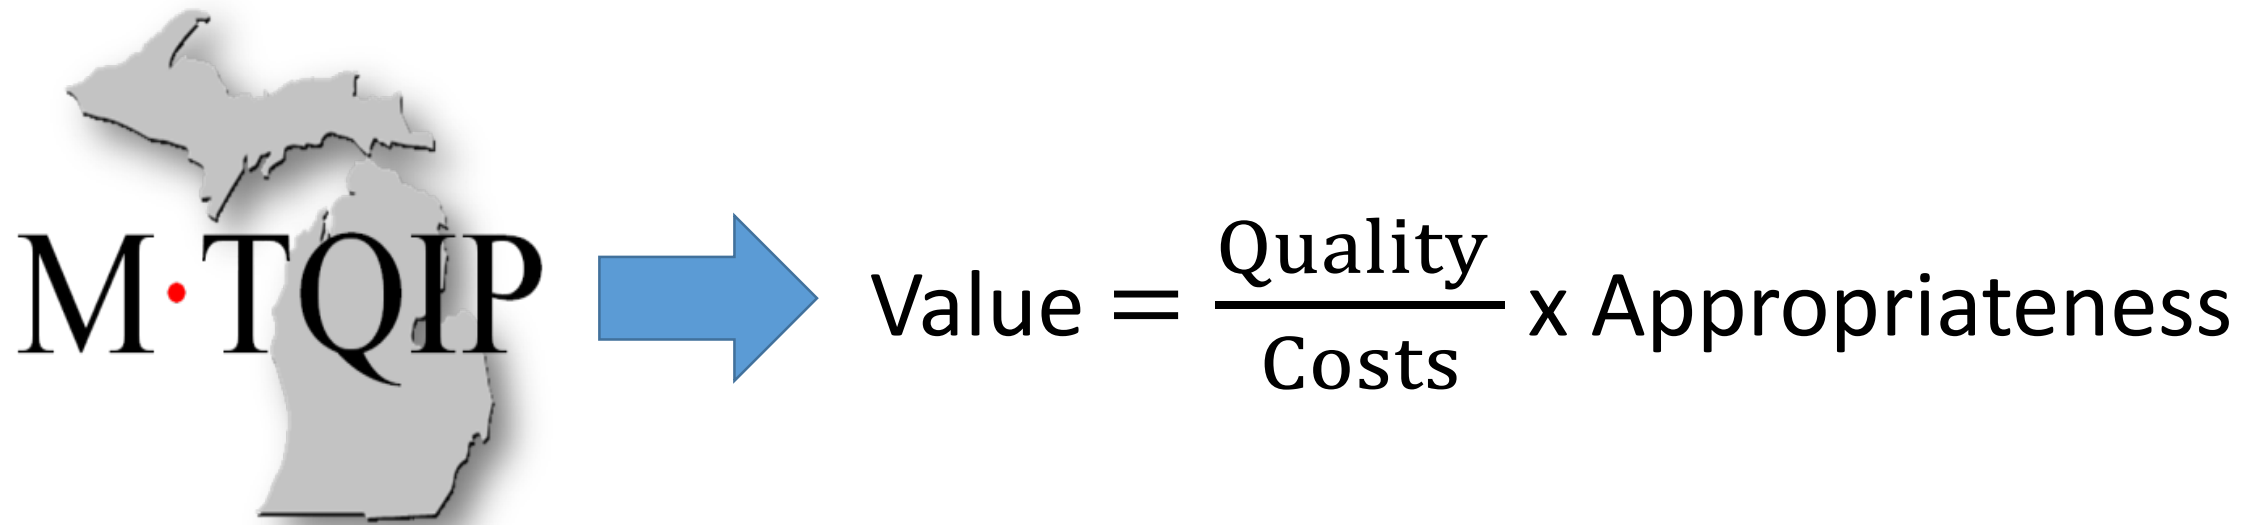 M·TQIP
Value = Quality / Costs x Appropriateness